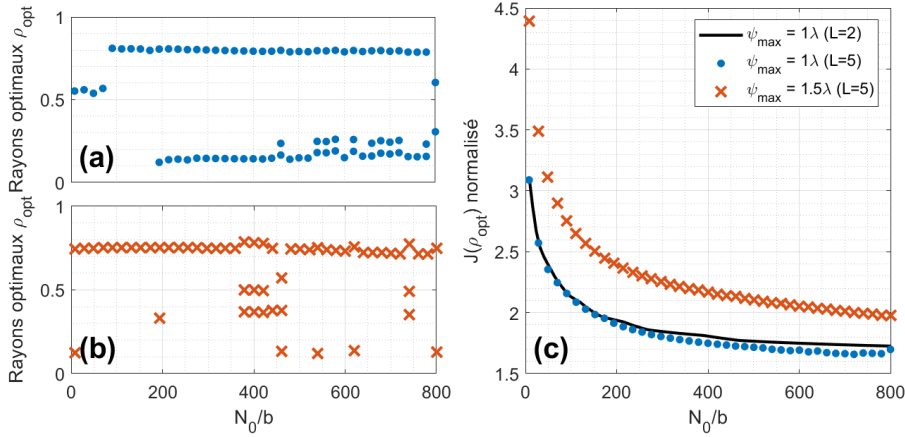 1
0.5
0
Rayons optimaux ρopt
(a)
1
0.5
0
Rayons optimaux ρopt
(b)
0
200
400
600
800
N0/b
4.5
4
3.5
3
2.5
2
1.5
J(ρopt) normalisé
ψmax = 1λ (L=2)
ψmax = 1λ (L=5)
ψmax = 1.5λ (L=5)
(c)
0
200
400
600
800
N0/b